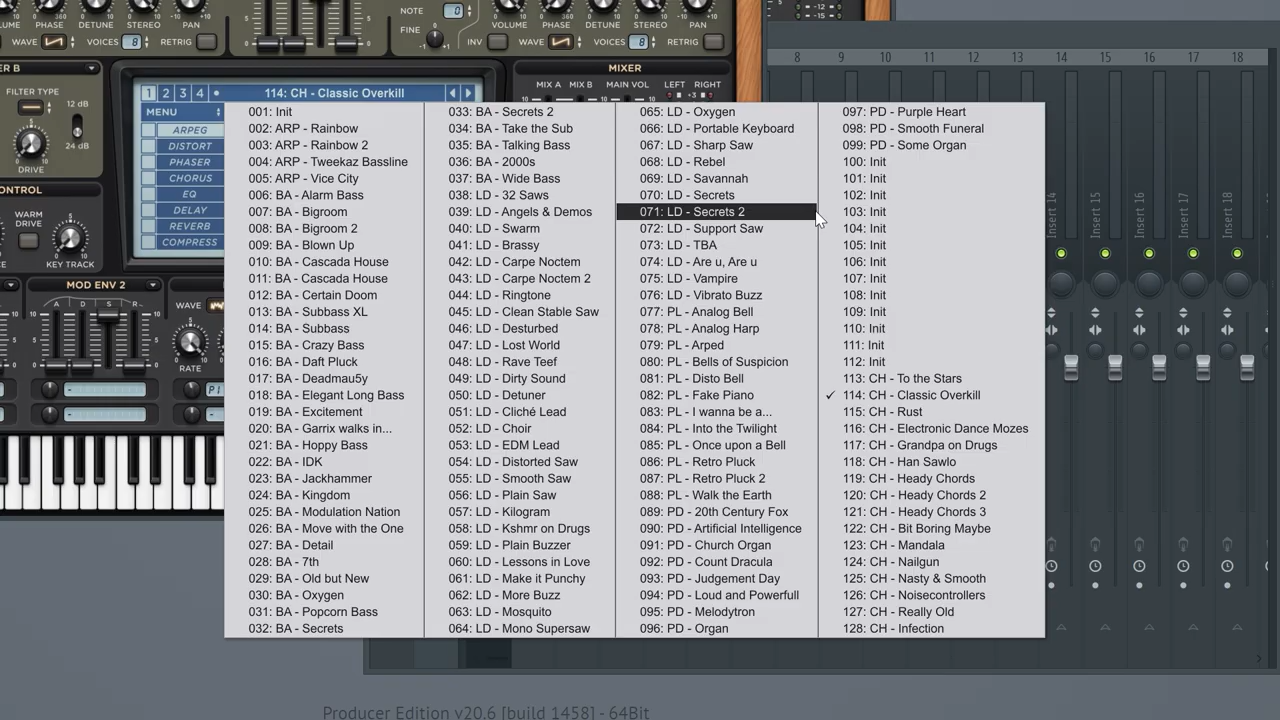 PHASE DETUNE STEREO PAN
WAVE VOICES 8 RETRIG
NOTE 0
FINE
INV
VOLUME PHASE DETUNE STEREO PAN
WAVE VOICES 8 RETRIG
-12
-15
FILTER TYPE
12 dB
24 dB
DRIVE
1 2 3 4 114: CH - Classic Overkill
MENU
ARPEG
DISTORT
PHASER
CHORUS
EQ
DELAY
REVERB
COMPRESS
MIXER
MIX A MIX B MAIN VOL LEFT RIGHT
+3
10 10 10
8 9 10 11 12 13 14 15 16 17 18
WARM DRIVE
KEY TRACK
MOD ENV 2
A D S R
WAVE
RATE
001: Init
002: ARP - Rainbow
003: ARP - Rainbow 2
004: ARP - Tweekaz Bassline
005: ARP - Vice City
006: BA - Alarm Bass
007: BA - Bigroom
008: BA - Bigroom 2
009: BA - Blown Up
010: BA - Cascada House
011: BA - Cascada House
012: BA - Certain Doom
013: BA - Subbass XL
014: BA - Subbass
015: BA - Crazy Bass
016: BA - Daft Pluck
017: BA - Deadmau5y
018: BA - Elegant Long Bass
019: BA - Excitement
020: BA - Garrix walks in...
021: BA - Hoppy Bass
022: BA - IDK
023: BA - Jackhammer
024: BA - Kingdom
025: BA - Modulation Nation
026: BA - Move with the One
027: BA - Detail
028: BA - 7th
029: BA - Old but New
030: BA - Oxygen
031: BA - Popcorn Bass
032: BA - Secrets
033: BA - Secrets 2
034: BA - Take the Sub
035: BA - Talking Bass
036: BA - 2000s
037: BA - Wide Bass
038: LD - 32 Saws
039: LD - Angels & Demos
040: LD - Swarm
041: LD - Brassy
042: LD - Carpe Noctem
043: LD - Carpe Noctem 2
044: LD - Ringtone
045: LD - Clean Stable Saw
046: LD - Desturbed
047: LD - Lost World
048: LD - Rave Teef
049: LD - Dirty Sound
050: LD - Detuner
051: LD - Cliché Lead
052: LD - Choir
053: LD - EDM Lead
054: LD - Distorted Saw
055: LD - Smooth Saw
056: LD - Plain Saw
057: LD - Kilogram
058: LD - Kshmr on Drugs
059: LD - Plain Buzzer
060: LD - Lessons in Love
061: LD - Make it Punchy
062: LD - More Buzz
063: LD - Mosquito
064: LD - Mono Supersaw
065: LD - Oxygen
066: LD - Portable Keyboard
067: LD - Sharp Saw
068: LD - Rebel
069: LD - Savannah
070: LD - Secrets
071: LD - Secrets 2
072: LD - Support Saw
073: LD - TBA
074: LD - Are u, Are u
075: LD - Vampire
076: LD - Vibrato Buzz
077: PL - Analog Bell
078: PL - Analog Harp
079: PL - Arped
080: PL - Bells of Suspicion
081: PL - Disto Bell
082: PL - Fake Piano
083: PL - I wanna be a...
084: PL - Into the Twilight
085: PL - Once upon a Bell
086: PL - Retro Pluck
087: PL - Retro Pluck 2
088: PL - Walk the Earth
089: PD - 20th Century Fox
090: PD - Artificial Intelligence
091: PD - Church Organ
092: PD - Count Dracula
093: PD - Judgement Day
094: PD - Loud and Powerfull
095: PD - Melodytron
096: PD - Organ
097: PD - Purple Heart
098: PD - Smooth Funeral
099: PD - Some Organ
100: Init
101: Init
102: Init
103: Init
104: Init
105: Init
106: Init
107: Init
108: Init
109: Init
110: Init
111: Init
112: Init
113: CH - To the Stars
114: CH - Classic Overkill
115: CH - Rust
116: CH - Electronic Dance Mozes
117: CH - Grandpa on Drugs
118: CH - Han Sawlo
119: CH - Heady Chords
120: CH - Heady Chords 2
121: CH - Heady Chords 3
122: CH - Bit Boring Maybe
123: CH - Mandala
124: CH - Nailgun
125: CH - Nasty & Smooth
126: CH - Noisecontrollers
127: CH - Really Old
128: CH - Infection
Insert 14
Insert 15
Insert 16
Insert 17
Insert 18
Producer Edition v20.6 [build 1458] - 64Bit